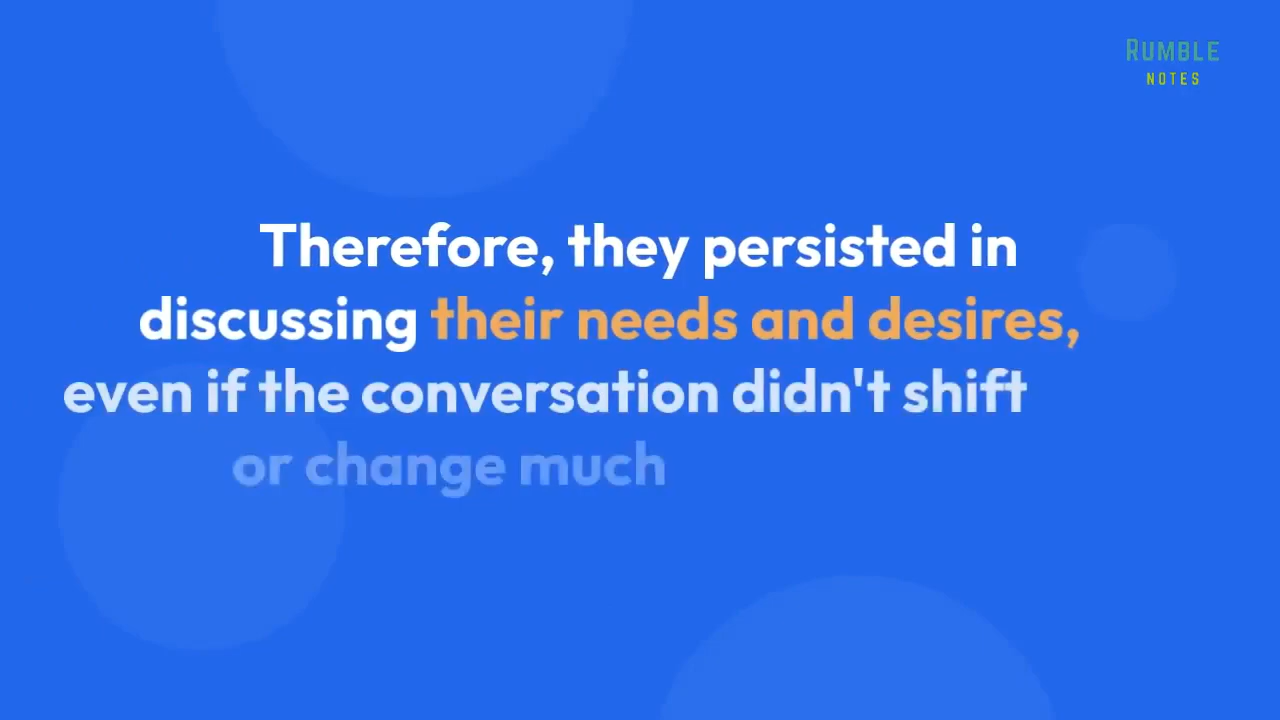 RUMBLE
NOTES
Therefore, they persisted in
discussing their needs and desires,
even if the conversation didn't shift
or change much